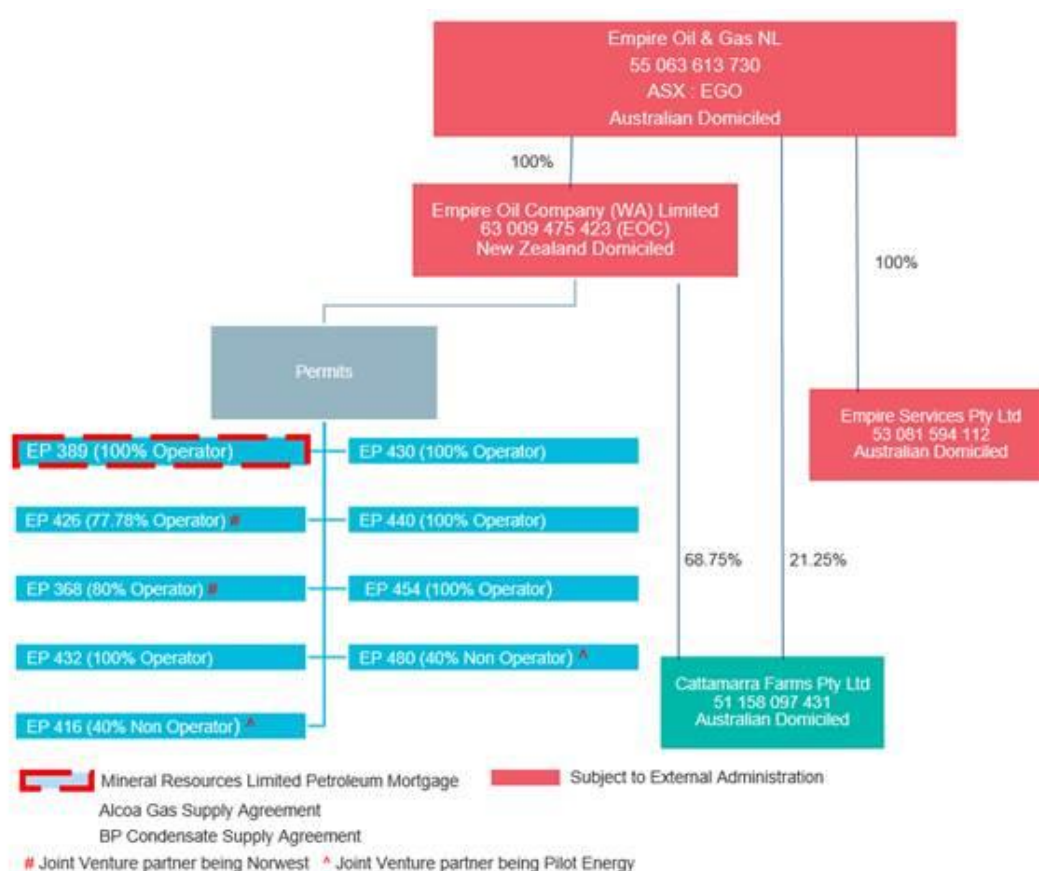 Empire Oil & Gas NL
55 063 613 730
ASX : EGO
Australian Domiciled
100%
Empire Oil Company (WA) Limited
63 009 475 423 (EOC)
New Zealand Domiciled
100%
Permits
Empire Services Pty Ltd
53 081 594 112
Australian Domiciled
EP 389 (100% Operator)
EP 430 (100% Operator)
EP 426 (77.78% Operator) #
EP 440 (100% Operator)
68.75%
21.25%
EP 368 (80% Operator) #
EP 454 (100% Operator)
EP 432 (100% Operator)
EP 480 (40% Non Operator) ^
Cattamarra Farms Pty Ltd
51 158 097 431
Australian Domiciled
EP 416 (40% Non Operator) ^
Mineral Resources Limited Petroleum Mortgage
Subject to External Administration
Alcoa Gas Supply Agreement
BP Condensate Supply Agreement
# Joint Venture partner being Norwest ^ Joint Venture partner being Pilot Energy